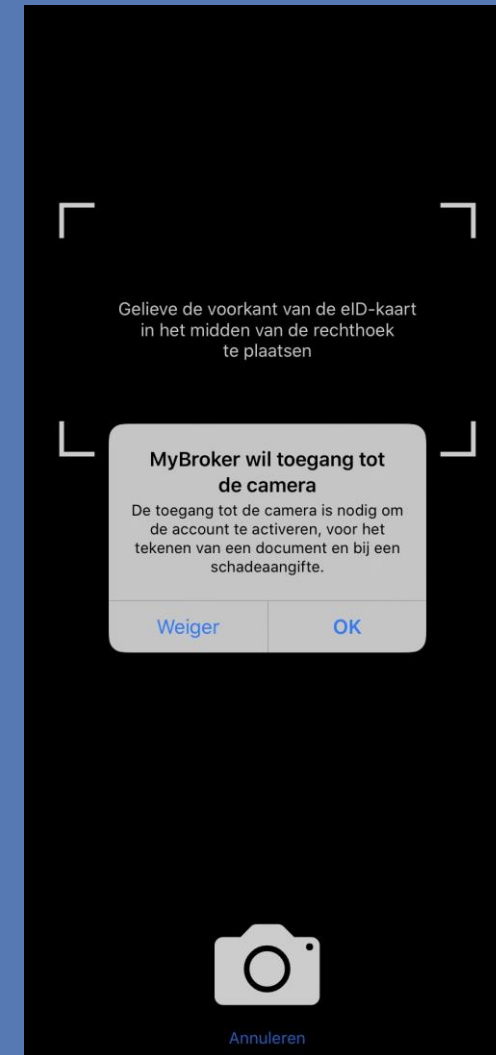 Gelieve de voorkant van de eID-kaart
in het midden van de rechthoek
te plaatsen
MyBroker wil toegang tot
de camera
De toegang tot de camera is nodig om
de account te activeren, voor het
tekenen van een document en bij een
schadeaangifte.
Weiger
OK
Annuleren